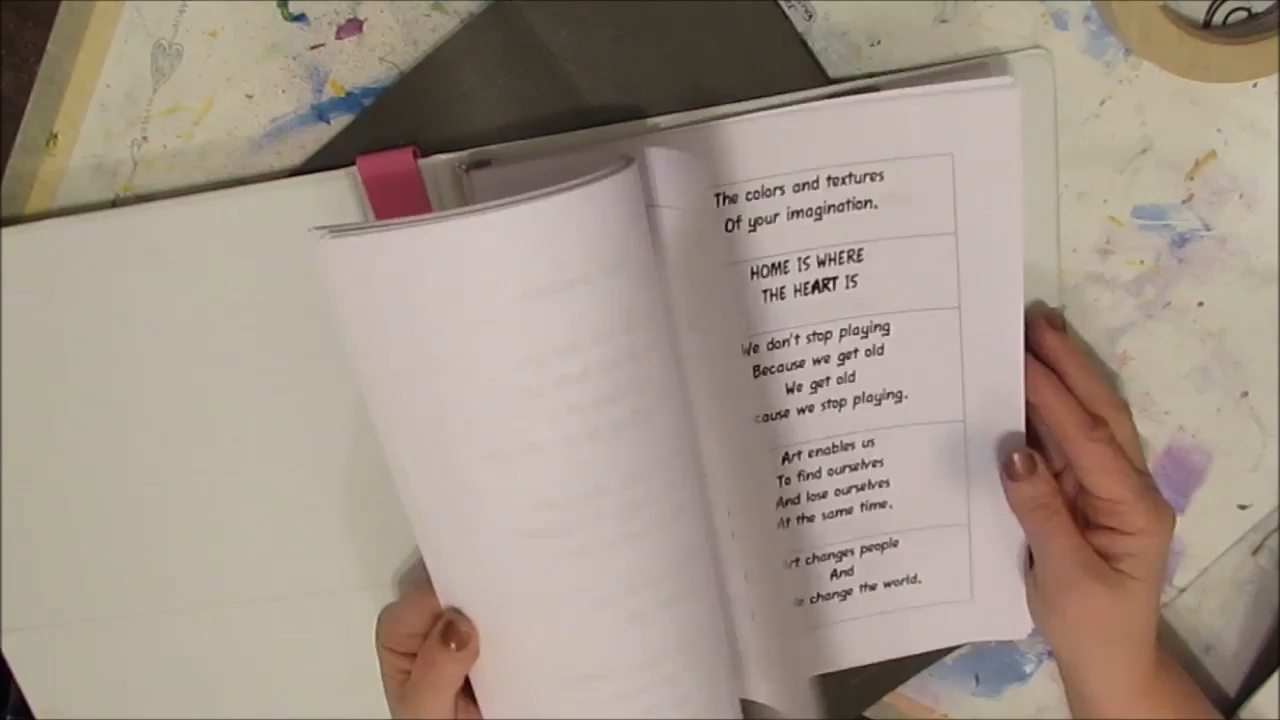 The colors and textures
Of your imagination.
HOME IS WHERE
THE HEART IS
We don't stop playing
Because we get old
We get old
cause we stop playing.
Art enables us
To find ourselves
And lose ourselves
At the same time.
Art changes people
And
change the world.